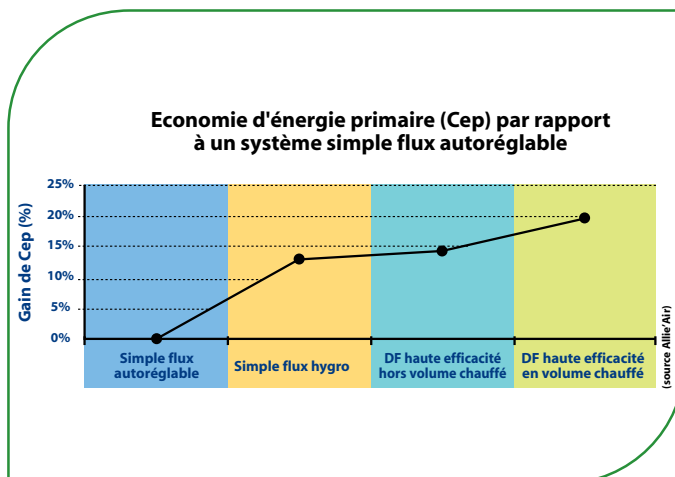 Economie d'énergie primaire (Cep) par rapport
à un système simple flux autoréglable
Gain de Cep (%)
25%
20%
15%
10%
5%
0%
Simple flux
autoréglable
Simple flux hygro
DF haute efficacité
hors volume chauffé
DF haute efficacité
en volume chauffé
(source Allie'Air)